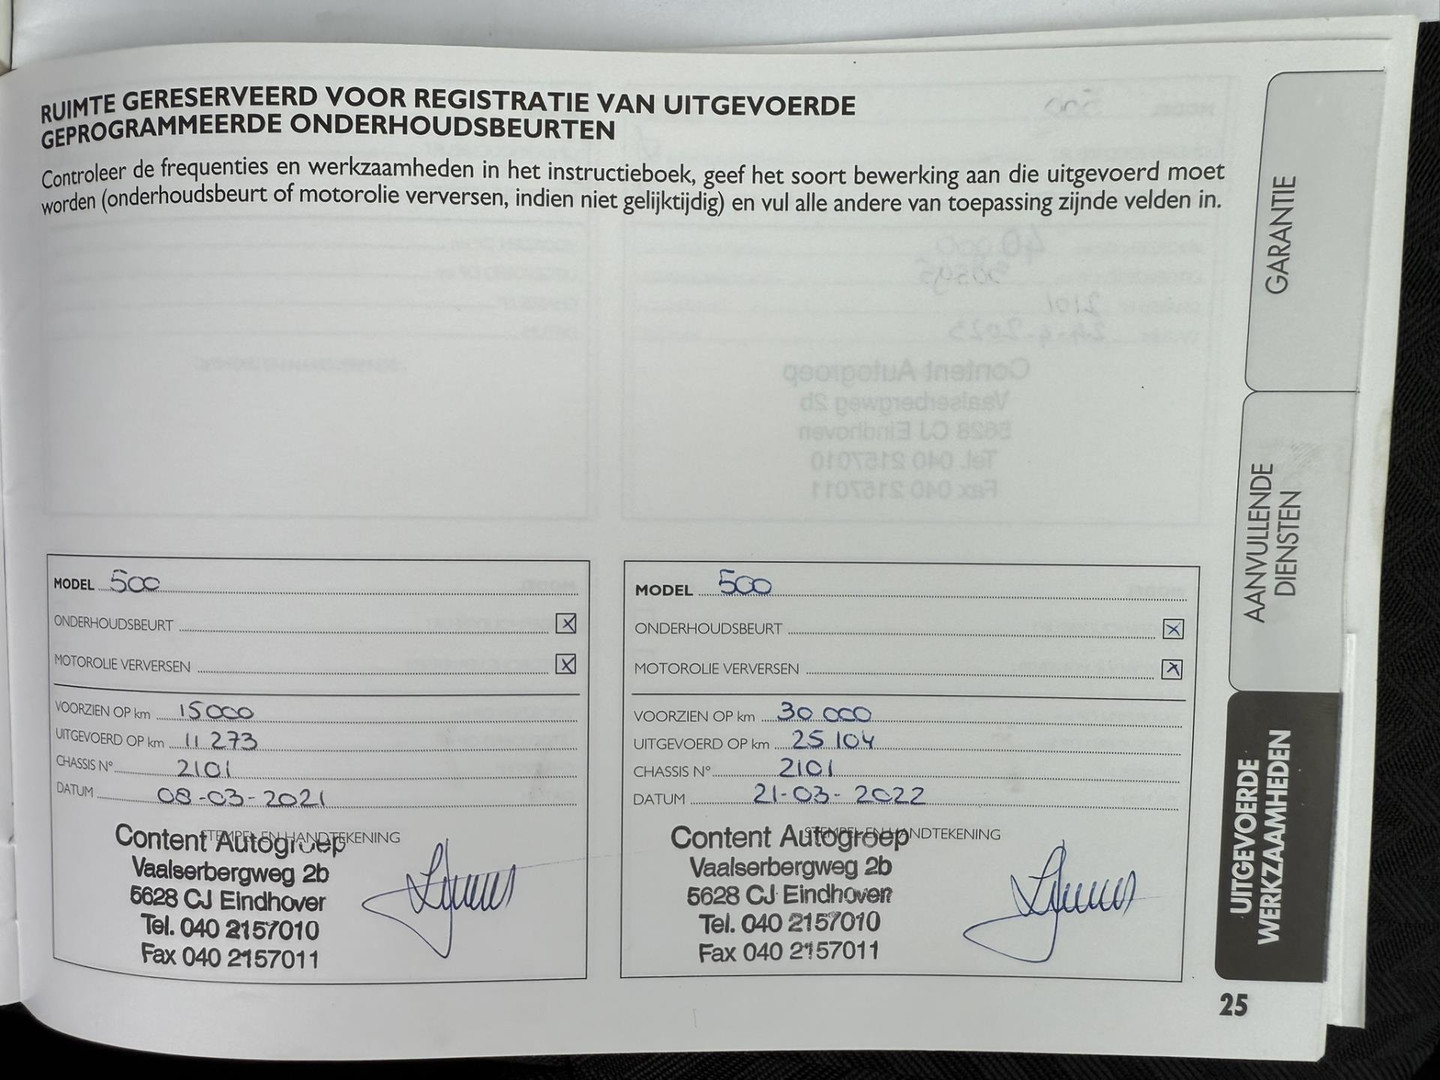 RUIMTE GERESERVEERD VOOR REGISTRATIE VAN UITGEVOERDE
GEPROGRAMMEERDE ONDERHOUDSBEURTEN
Controleer de frequenties en werkzaamheden in het instructieboek, geef het soort bewerking aan die uitgevoerd moet
worden (onderhoudsbeurt of motorolie verversen, indien niet gelijktijdig) en vul alle andere van toepassing zijnde velden in.
MODEL 500
ONDERHOUDSBEURT X
MOTOROLIE VERVERSEN X
VOORZIEN OP km 15000
UITGEVOERD OP km 11 273
CHASSIS N° 2101
DATUM 08-03-2021
STEMPEL EN HANDTEKENING
Content Autogroep
Vaalserbergweg 2b
5628 CJ Eindhoven
Tel. 040 2157010
Fax 040 2157011
MODEL 500
ONDERHOUDSBEURT X
MOTOROLIE VERVERSEN X
VOORZIEN OP km 30 000
UITGEVOERD OP km 25 104
CHASSIS N° 2101
DATUM 21-03-2022
STEMPEL EN HANDTEKENING
Content Autogroep
Vaalserbergweg 2b
5628 CJ Eindhoven
Tel. 040 2157010
Fax 040 2157011
GARANTIE
AANVULLENDE
DIENSTEN
UITGEVOERDE
WERKZAAMHEDEN
25